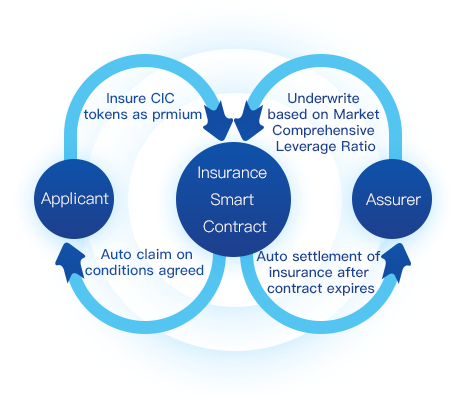 Insure CIC
tokens as prmium
Underwrite
based on Market
Comprehensive
Leverage Ratio
Applicant
Insurance
Smart
Contract
Assurer
Auto claim on
conditions agreed
Auto settlement of
insurance after
contract expires